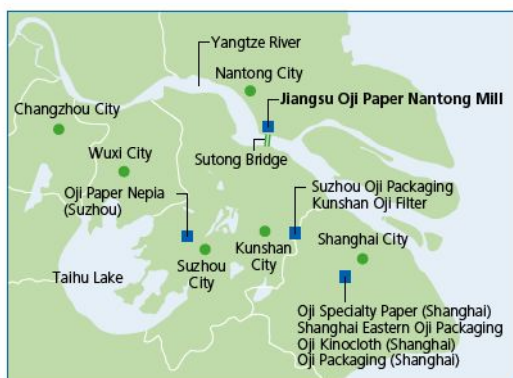 Yangtze River
Nantong City
Jiangsu Oji Paper Nantong Mill
Changzhou City
Wuxi City
Sutong Bridge
Oji Paper Nepia
(Suzhou)
Suzhou Oji Packaging
Kunshan Oji Filter
Shanghai City
Kunshan
City
Suzhou
City
Taihu Lake
Oji Specialty Paper (Shanghai)
Shanghai Eastern Oji Packaging
Oji Kinocloth (Shanghai)
Oji Packaging (Shanghai)